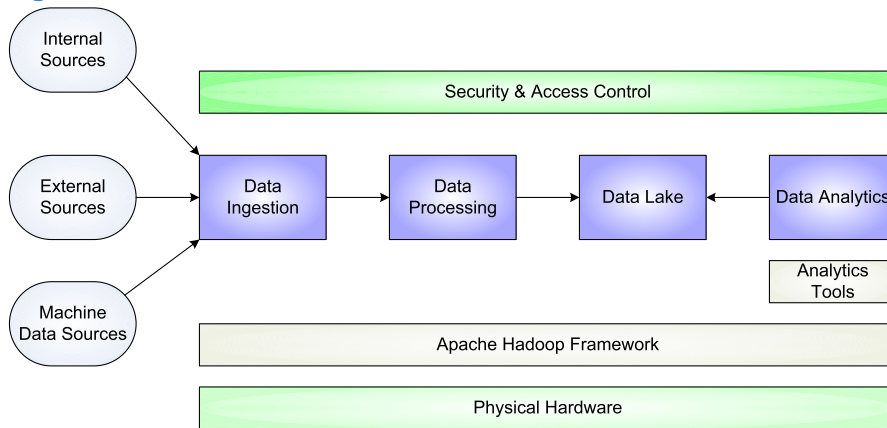 Internal
Sources
Security & Access Control
External
Sources
Data
Ingestion
Data
Processing
Data Lake
Data Analytics
Analytics
Tools
Machine
Data Sources
Apache Hadoop Framework
Physical Hardware